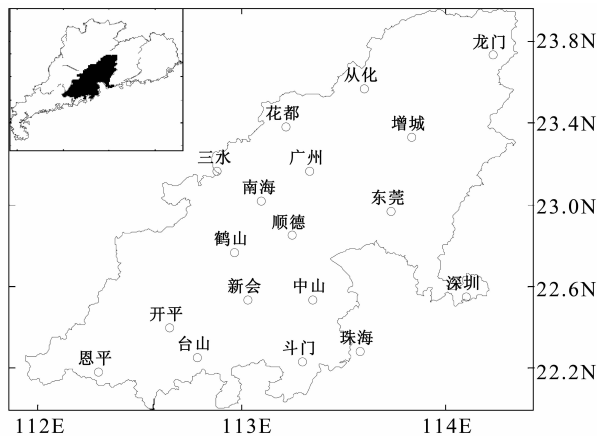 龙门
23.8N
从化
花都
增城
23.4N
三水
广州
南海
东莞
23.0N
顺德
鹤山
深圳
新会
中山
22.6N
开平
台山
斗门
珠海
恩平
22.2N
112E
113E
114E